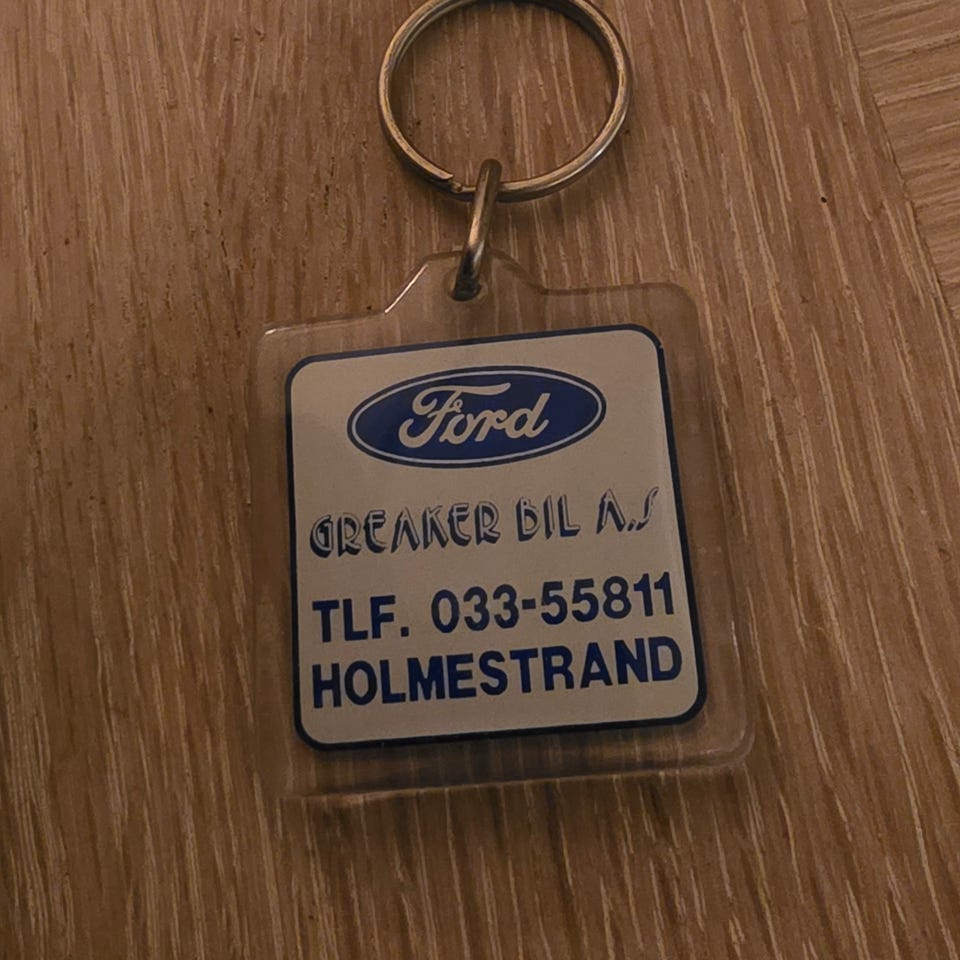 Ford
GREAKER BIL A.S
TLF. 033-55811
HOLMESTRAND